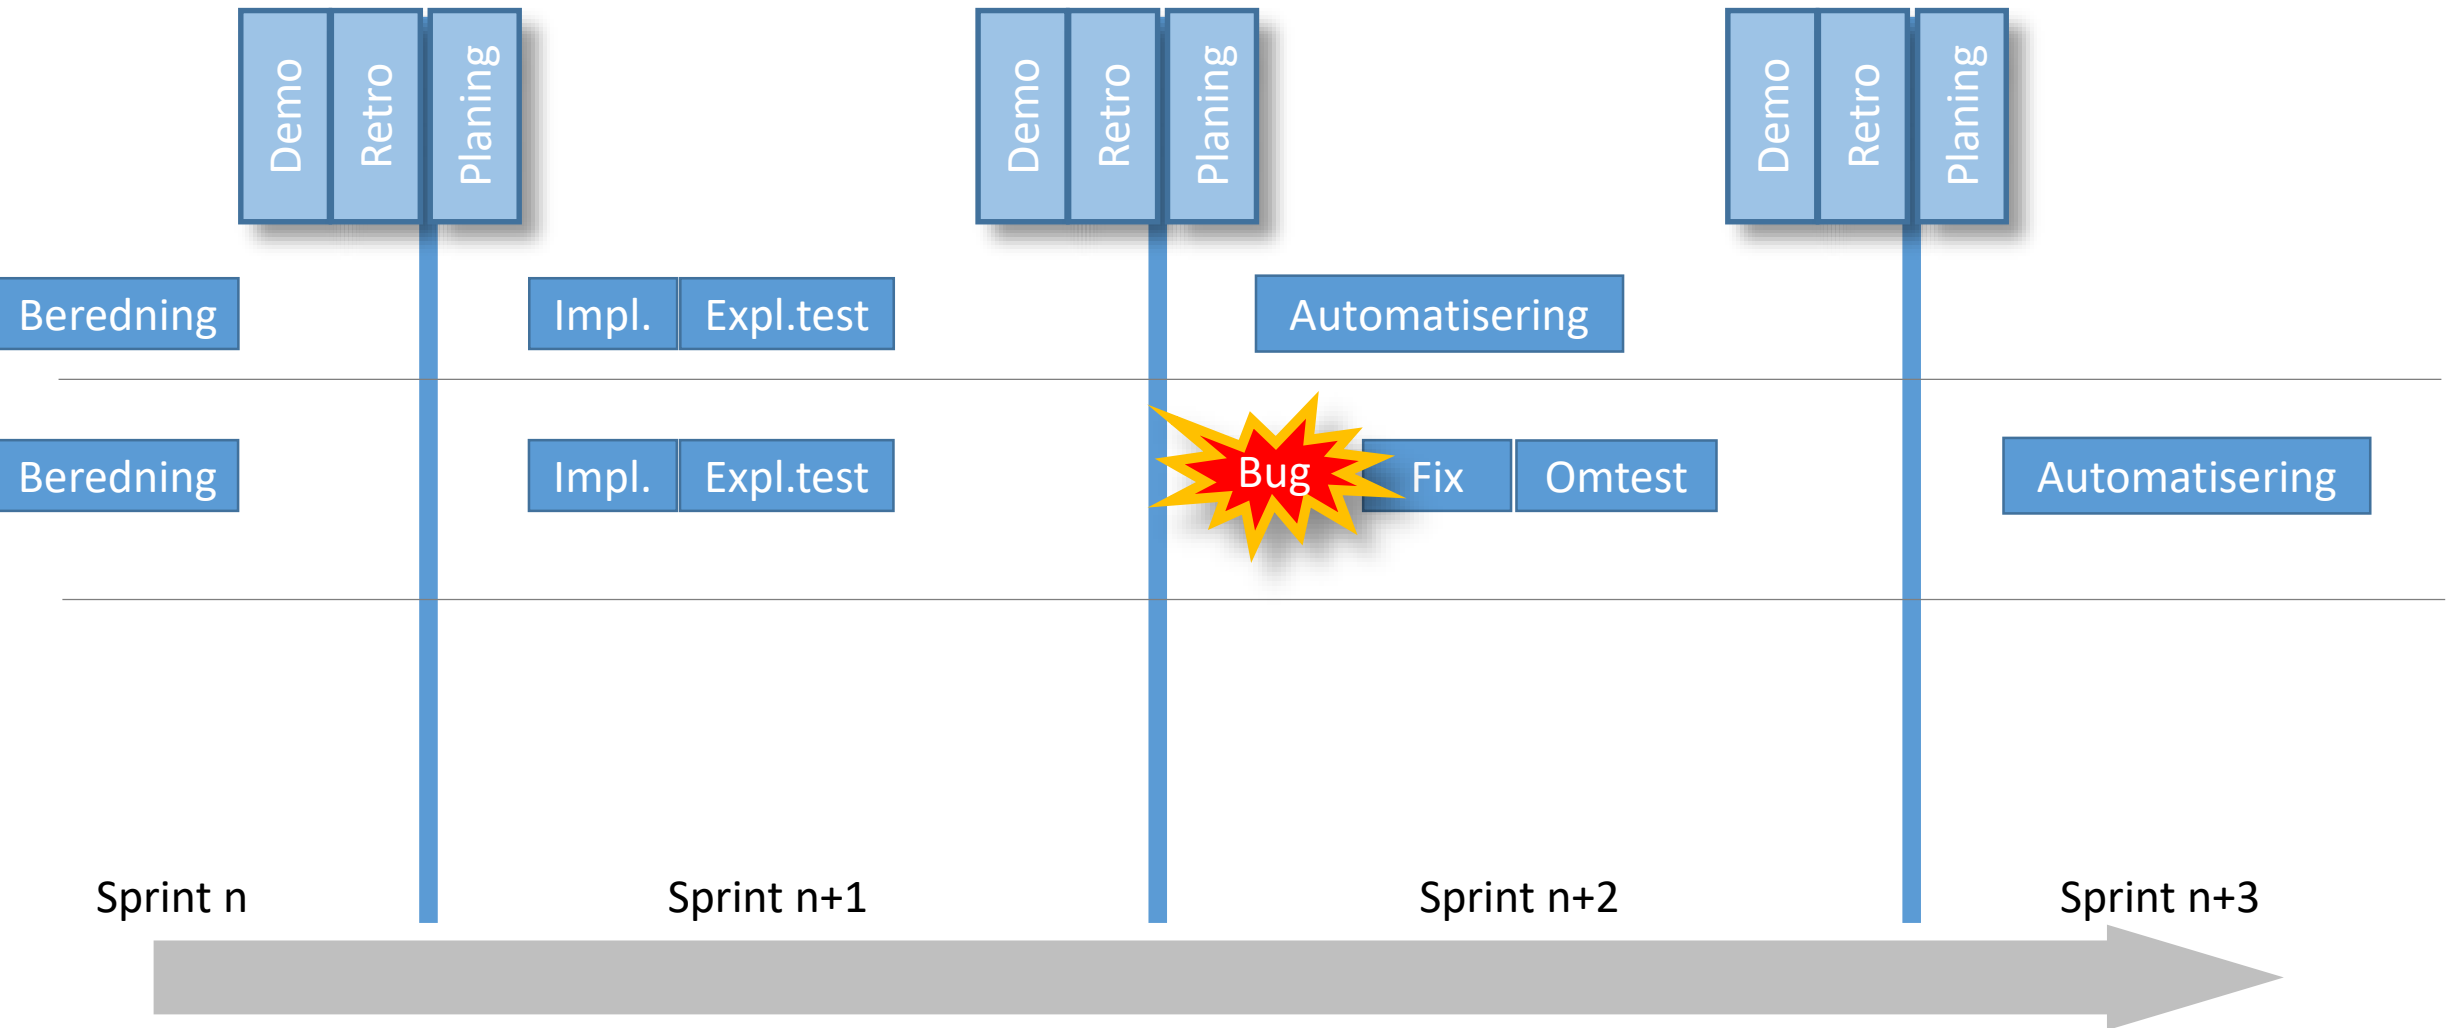 Demo
Retro
Planing
Demo
Retro
Planing
Demo
Retro
Planing
Beredning
Impl.
Expl.test
Automatisering
Beredning
Impl.
Expl.test
Bug
Fix
Omtest
Automatisering
Sprint n
Sprint n+1
Sprint n+2
Sprint n+3